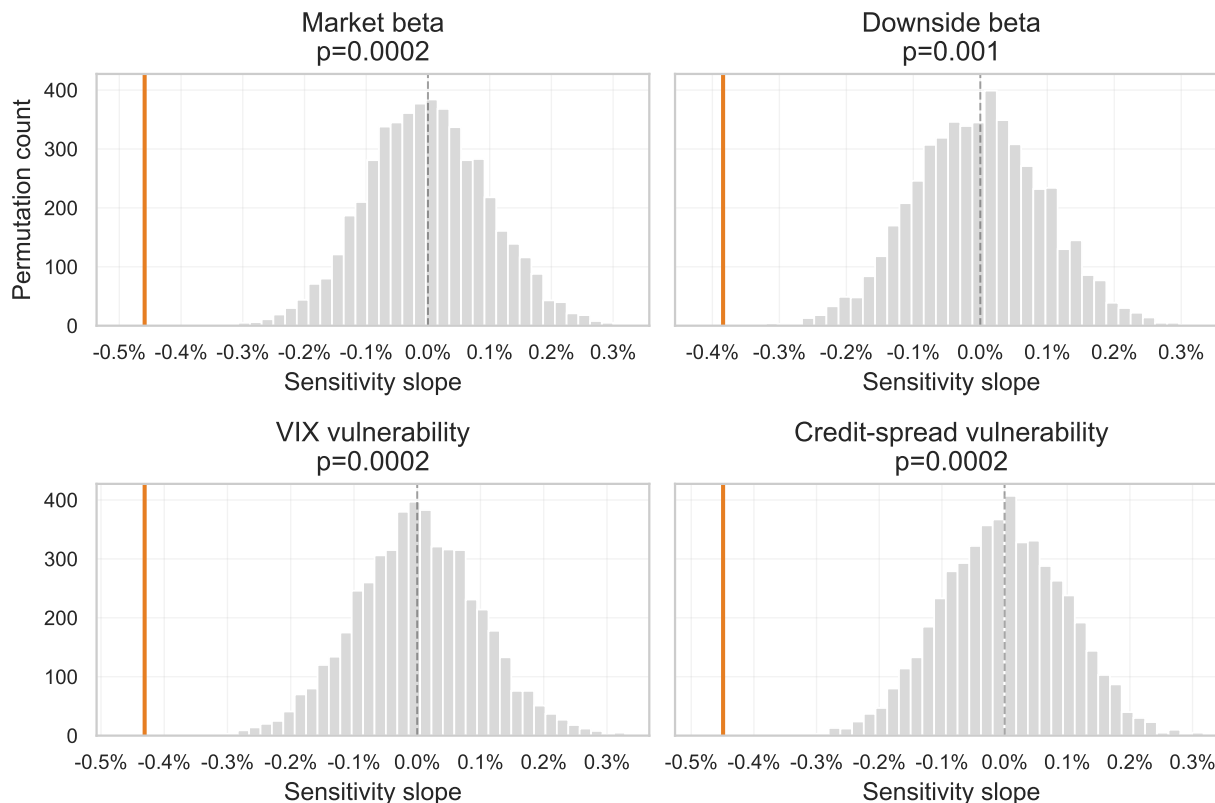 Market beta
p=0.0002
Downside beta
p=0.001
Permutation count
400
300
200
100
0
-0.5% -0.4% -0.3% -0.2% -0.1% 0.0% 0.1% 0.2% 0.3%
Sensitivity slope
-0.4% -0.3% -0.2% -0.1% 0.0% 0.1% 0.2% 0.3%
Sensitivity slope
VIX vulnerability
p=0.0002
Credit-spread vulnerability
p=0.0002
400
300
200
100
0
-0.5% -0.4% -0.3% -0.2% -0.1% 0.0% 0.1% 0.2% 0.3%
Sensitivity slope
-0.5% -0.4% -0.3% -0.2% -0.1% 0.0% 0.1% 0.2% 0.3%
Sensitivity slope